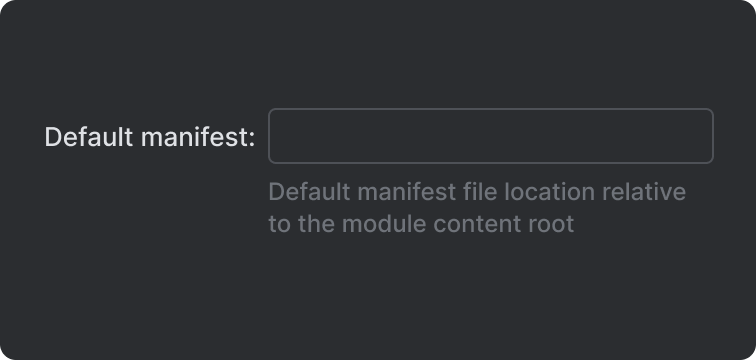 Default manifest:
Default manifest file location relative
to the module content root